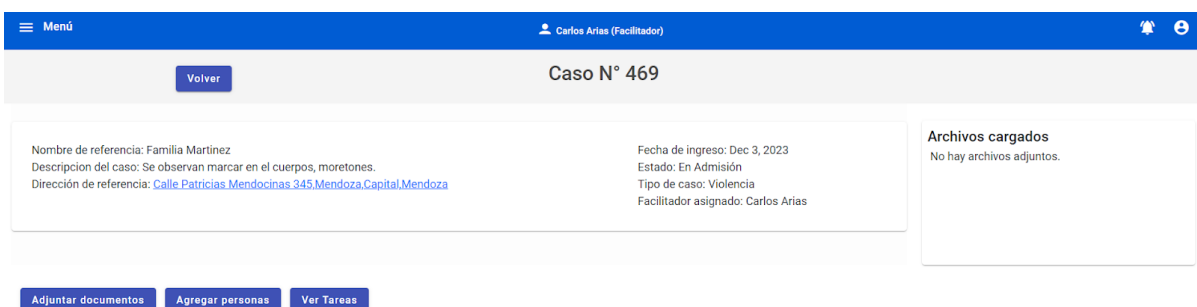 Menú
Carlos Arias (Facilitador)
Volver
Caso N° 469
Nombre de referencia: Familia Martinez
Descripcion del caso: Se observan marcar en el cuerpos, moretones.
Dirección de referencia: Calle Patricias Mendocinas 345,Mendoza,Capital,Mendoza
Fecha de ingreso: Dec 3, 2023
Estado: En Admisión
Tipo de caso: Violencia
Facilitador asignado: Carlos Arias
Archivos cargados
No hay archivos adjuntos.
Adjuntar documentos
Agregar personas
Ver Tareas